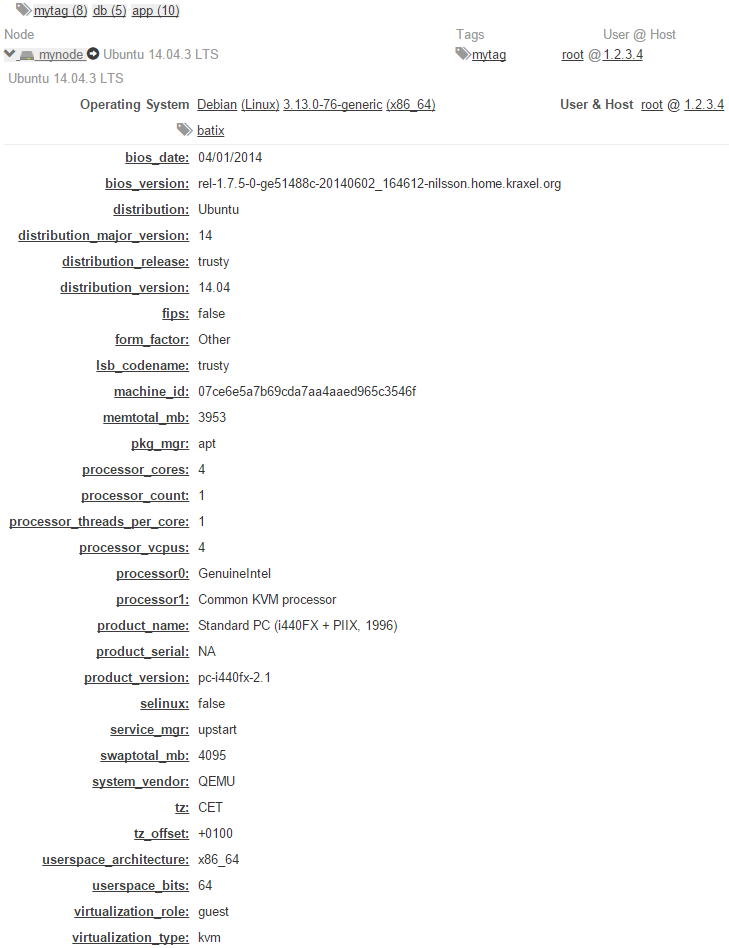 mytag (8) db (5) app (10)
Node Tags User @ Host
mynode Ubuntu 14.04.3 LTS mytag root @ 1.2.3.4
Ubuntu 14.04.3 LTS
Operating System Debian (Linux) 3.13.0-76-generic (x86_64) User & Host root @ 1.2.3.4
batix
bios_date: 04/01/2014
bios_version: rel-1.7.5-0-ge51488c-20140602_164612-nilsson.home.kraxel.org
distribution: Ubuntu
distribution_major_version: 14
distribution_release: trusty
distribution_version: 14.04
fips: false
form_factor: Other
lsb_codename: trusty
machine_id: 07ce6e5a7b69cda7aa4aaed965c3546f
memtotal_mb: 3953
pkg_mgr: apt
processor_cores: 4
processor_count: 1
processor_threads_per_core: 1
processor_vcpus: 4
processor0: GenuineIntel
processor1: Common KVM processor
product_name: Standard PC (i440FX + PIIX, 1996)
product_serial: NA
product_version: pc-i440fx-2.1
selinux: false
service_mgr: upstart
swaptotal_mb: 4095
system_vendor: QEMU
tz: CET
tz_offset: +0100
userspace_architecture: x86_64
userspace_bits: 64
virtualization_role: guest
virtualization_type: kvm